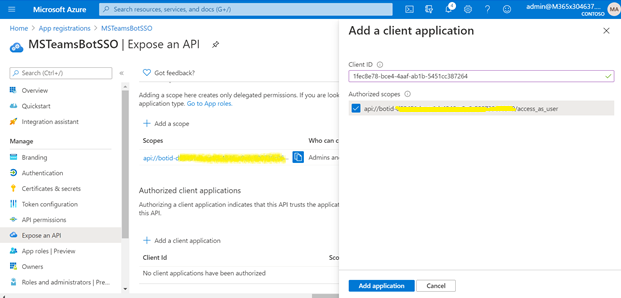 Microsoft Azure
Search resources, services, and docs (G+/)
4
admin@M365x304637....
CONTOSO
MA
Home > App registrations > MSTeamsBotSSO
MSTeamsBotSSO | Expose an API
Search (Ctrl+/)
Overview
Quickstart
Integration assistant
Manage
Branding
Authentication
Certificates & secrets
Token configuration
API permissions
Expose an API
App roles | Preview
Owners
Roles and administrators | Pre...
Got feedback?
Adding a scope here creates only delegated permissions. If you are look
application type. Go to App roles.
Add a scope
Scopes
Who can c
api://botid-d
Admins an
Authorized client applications
Authorizing a client application indicates that this API trusts the applicat
this API.
Add a client application
Client Id
Sco
No client applications have been authorized
Add a client application
Client ID
1fec8e78-bce4-4aaf-ab1b-5451cc387264
Authorized scopes
api://botid-
/access_as_user
Add application
Cancel